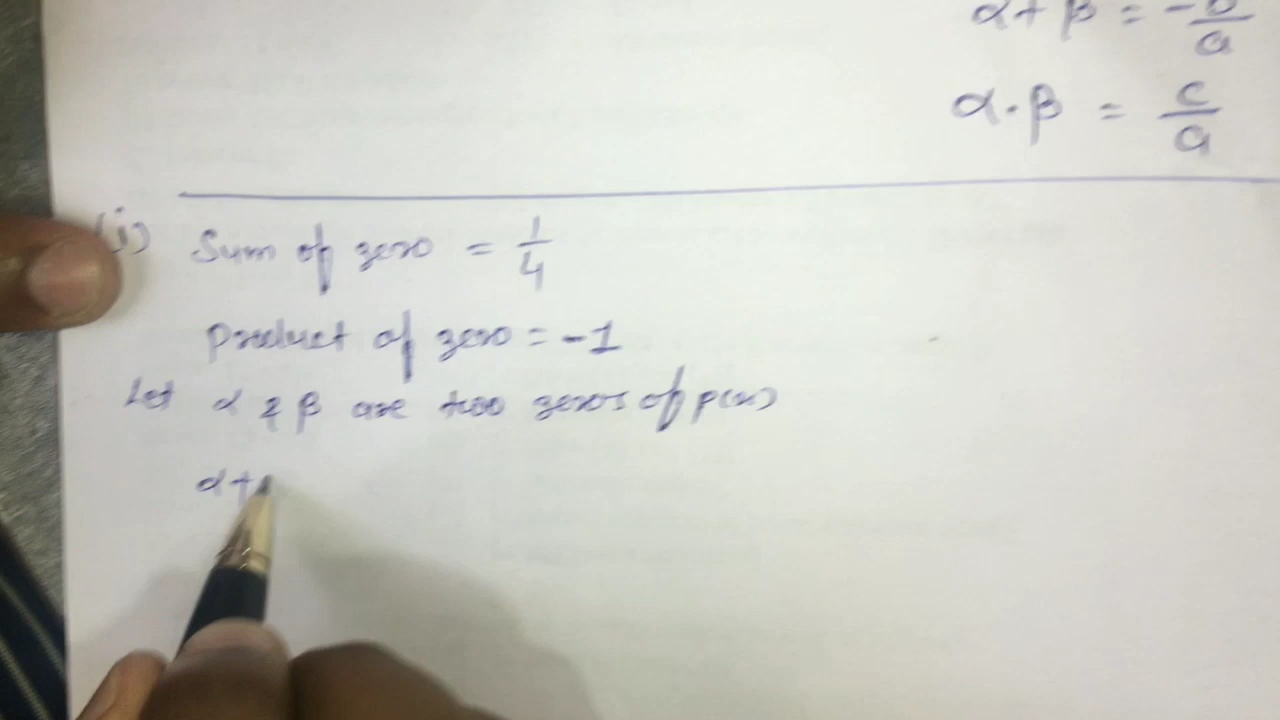 α + β = -b/a
α · β = c/a
(i) Sum of zero = 1/4
product of zero = -1
Let α & β are two zeros of p(x)
α +